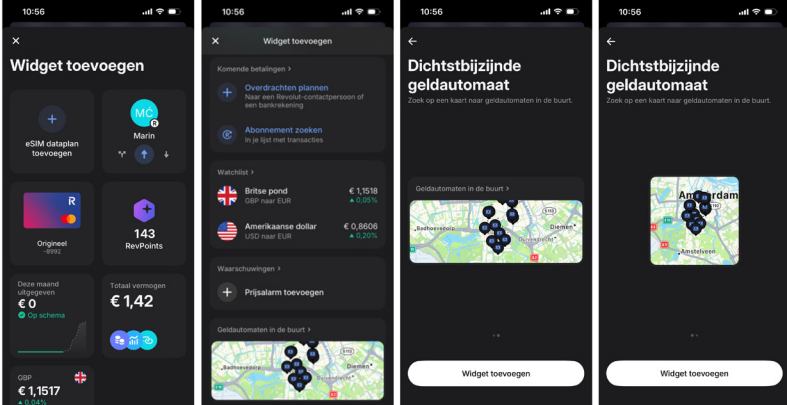 10:56
Widget toevoegen
eSIM dataplan
toevoegen
MĆ
R
Marin
R
Origineel
143
RevPoints
Deze maand
uitgegeven
€ 0
Op schema
Totaal vermogen
€ 1,42
GBP
€ 1,1517
0,04%
10:56
Widget toevoegen
Komende betalingen >
Overdrachten plannen
Naar een Revolut-contactpersoon of
een bankrekening
Abonnement zoeken
In je lijst met transacties
Watchlist >
Britse pond
GBP naar EUR
€ 1,1518
0,05%
Amerikaanse dollar
USD naar EUR
€ 0,8606
0,20%
Waarschuwingen >
Prijsalarm toevoegen
Geldautomaten in de buurt >
Badhoevedorp
Diemen
Duivendrecht
10:56
Dichtstbijzijnde
geldautomaat
Zoek op een kaart naar geldautomaten in de buurt.
Geldautomaten in de buurt >
Badhoevedorp
Diemen
Duivendrecht
Widget toevoegen
10:56
Dichtstbijzijnde
geldautomaat
Zoek op een kaart naar geldautomaten in de buurt.
Amstelveen
Widget toevoegen